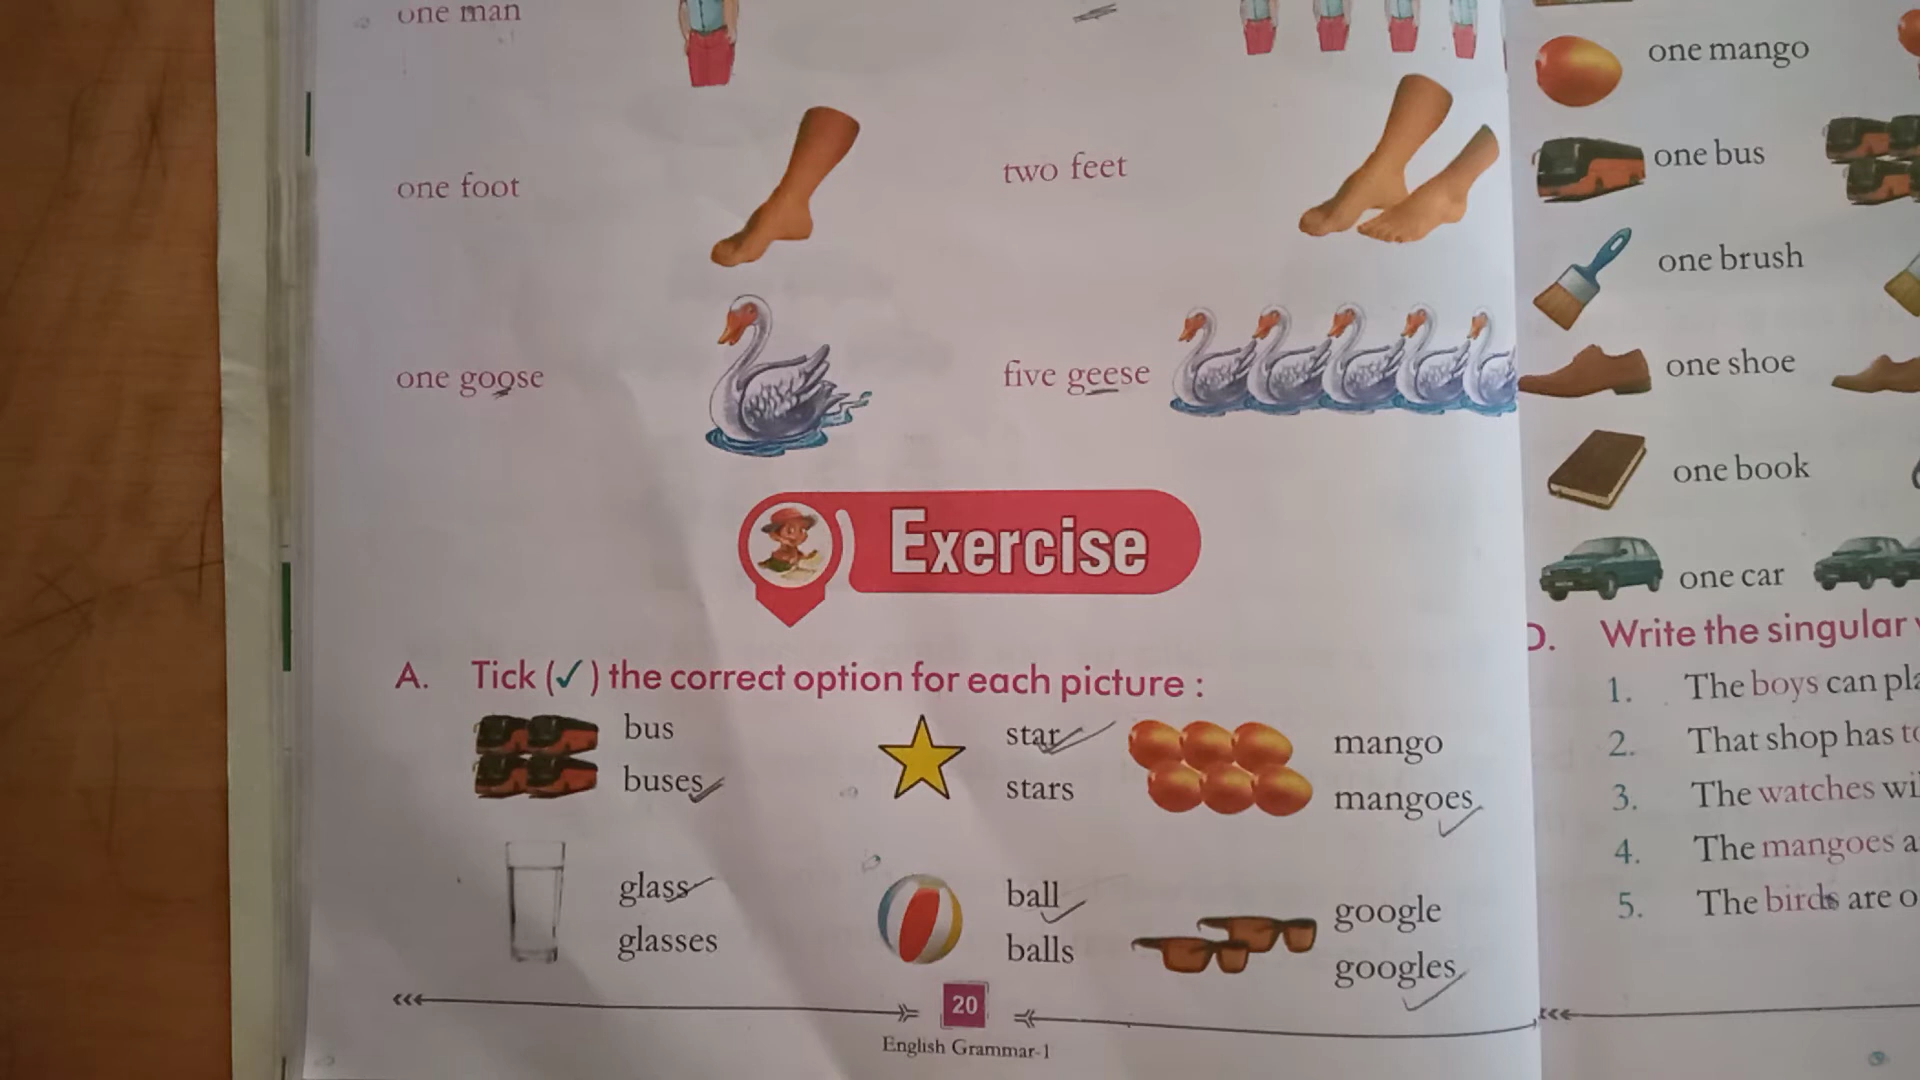 one man
one foot
two feet
one goose
five geese
Exercise
A. Tick (✓) the correct option for each picture :
bus
buses
star
stars
mango
mangoes
glass
glasses
ball
balls
google
googles
20
English Grammar-1
one mango
one bus
one brush
one shoe
one book
one car
D. Write the singular
1. The boys can
2. That shop has
3. The watches
4. The mangoes
5. The birds are